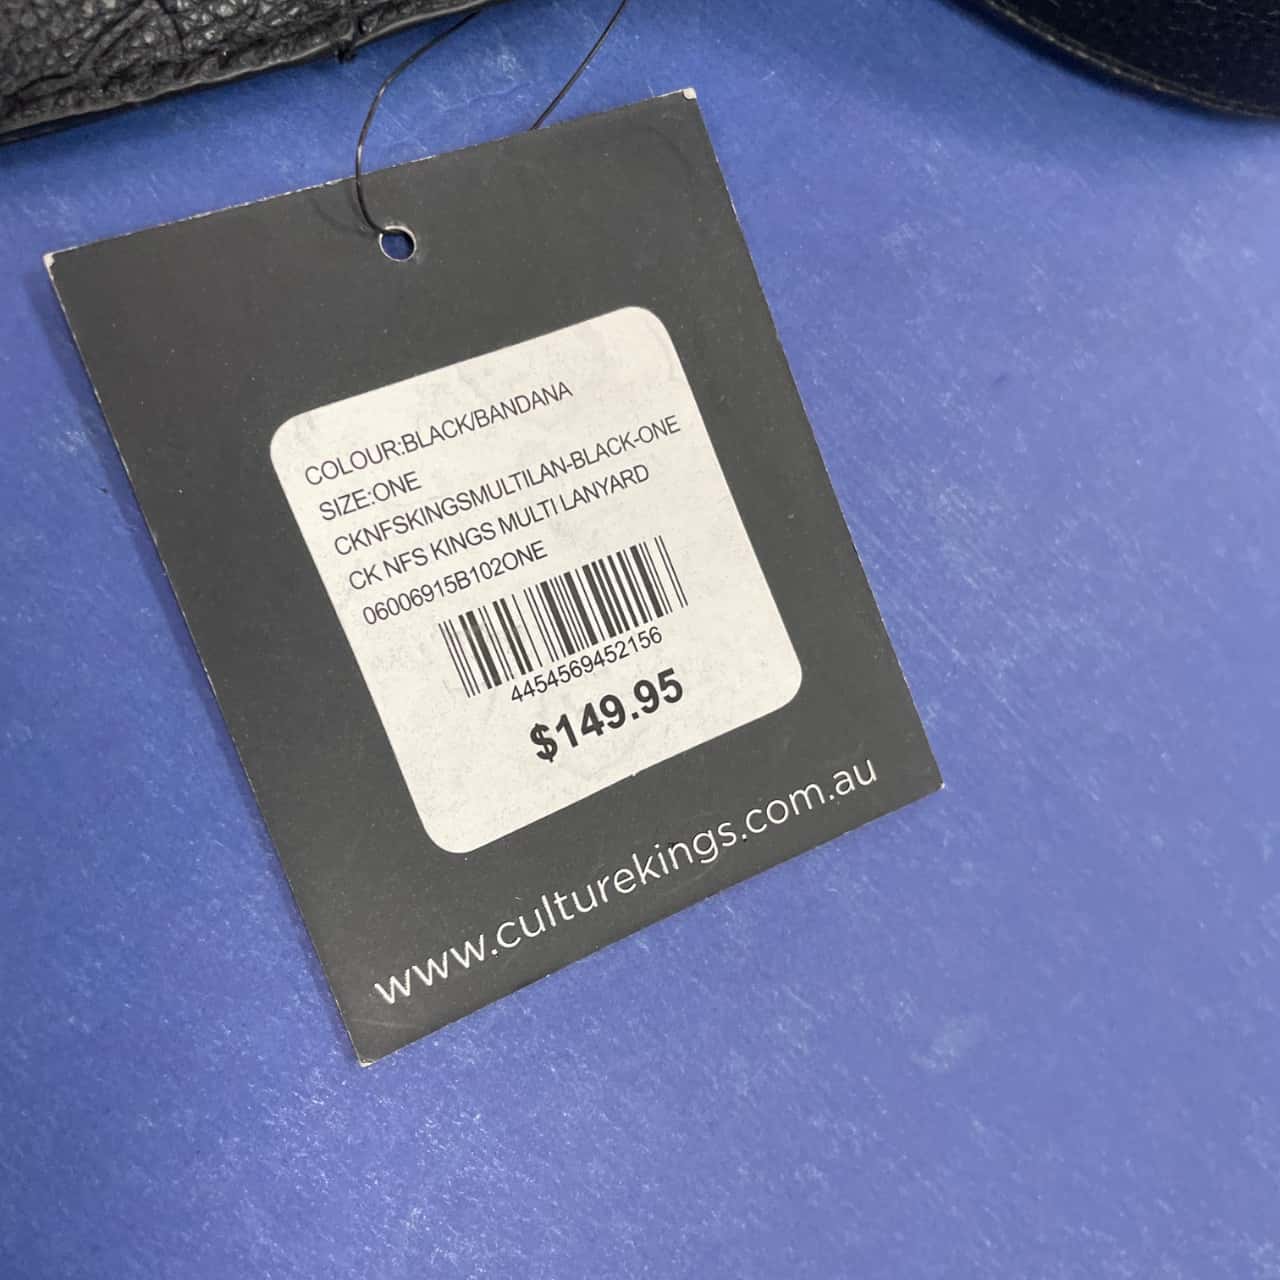 COLOUR:BLACK/BANDANA
SIZE:ONE
CKNFSKINGSMULTILAN-BLACK-ONE
CK NFS KINGS MULTI LANYARD
06006915B102ONE
4454569452156
$149.95
www.culturekings.com.au